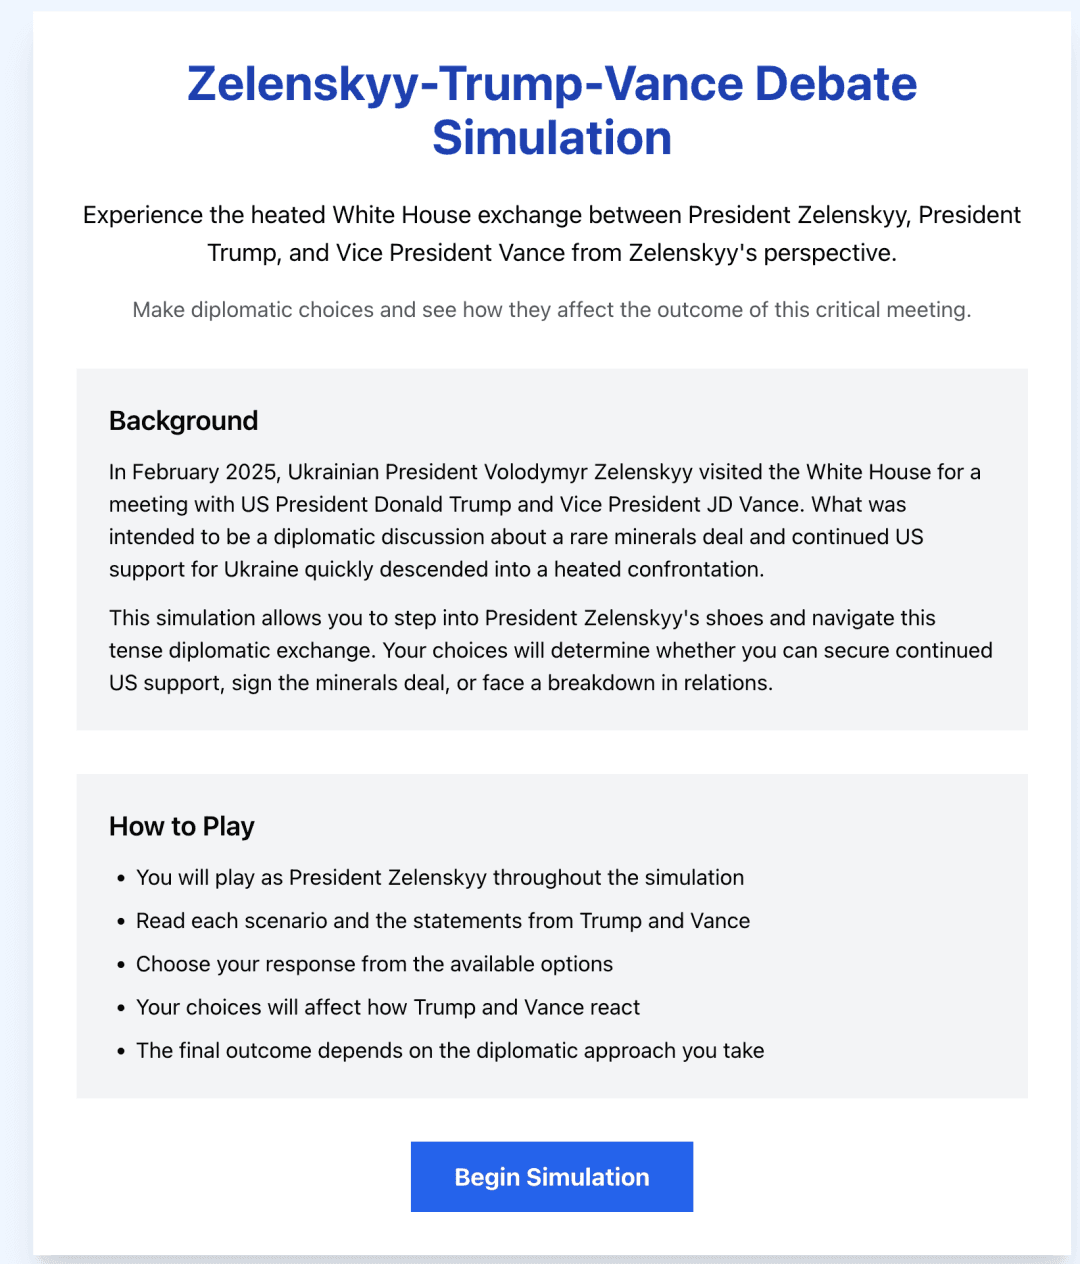 Zelenskyy-Trump-Vance Debate
Simulation
Experience the heated White House exchange between President Zelenskyy, President
Trump, and Vice President Vance from Zelenskyy's perspective.
Make diplomatic choices and see how they affect the outcome of this critical meeting.
Background
In February 2025, Ukrainian President Volodymyr Zelenskyy visited the White House for a
meeting with US President Donald Trump and Vice President JD Vance. What was
intended to be a diplomatic discussion about a rare minerals deal and continued US
support for Ukraine quickly descended into a heated confrontation.
This simulation allows you to step into President Zelenskyy's shoes and navigate this
tense diplomatic exchange. Your choices will determine whether you can secure continued
US support, sign the minerals deal, or face a breakdown in relations.
How to Play
• You will play as President Zelenskyy throughout the simulation
• Read each scenario and the statements from Trump and Vance
• Choose your response from the available options
• Your choices will affect how Trump and Vance react
• The final outcome depends on the diplomatic approach you take
Begin Simulation